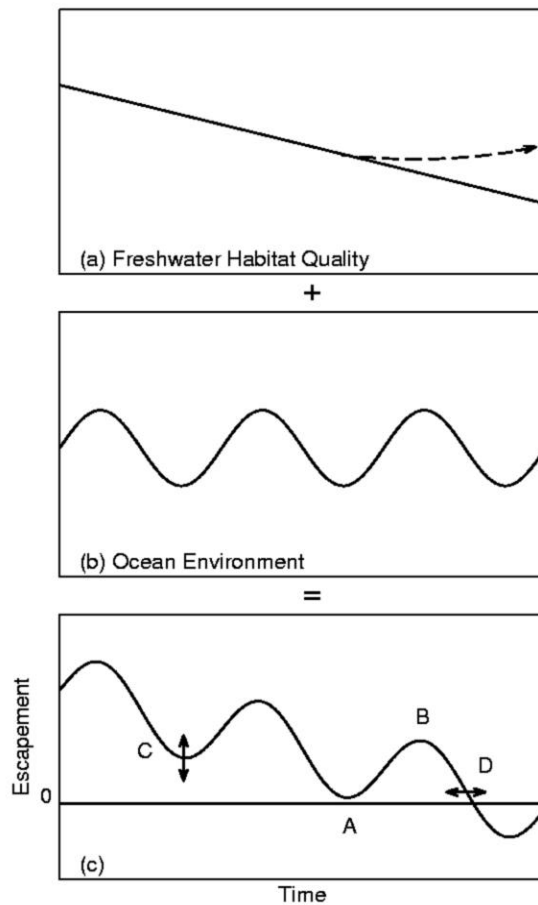 (a) Freshwater Habitat Quality
+
(b) Ocean Environment
=
Escapement
0
C
B
D
A
(c)
Time